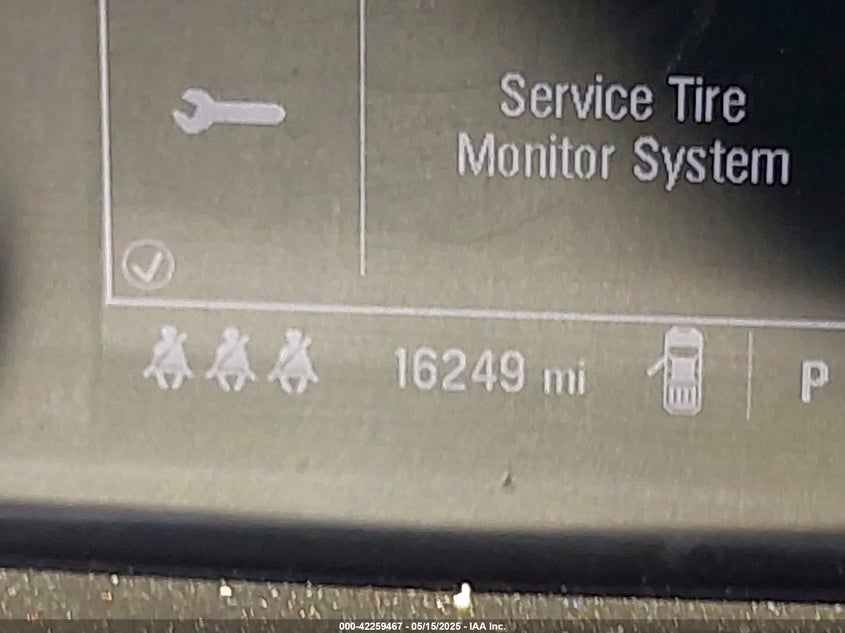 Service Tire
Monitor System
16249 mi
P
000-42259467 - 05/15/2025 - IAA Inc.